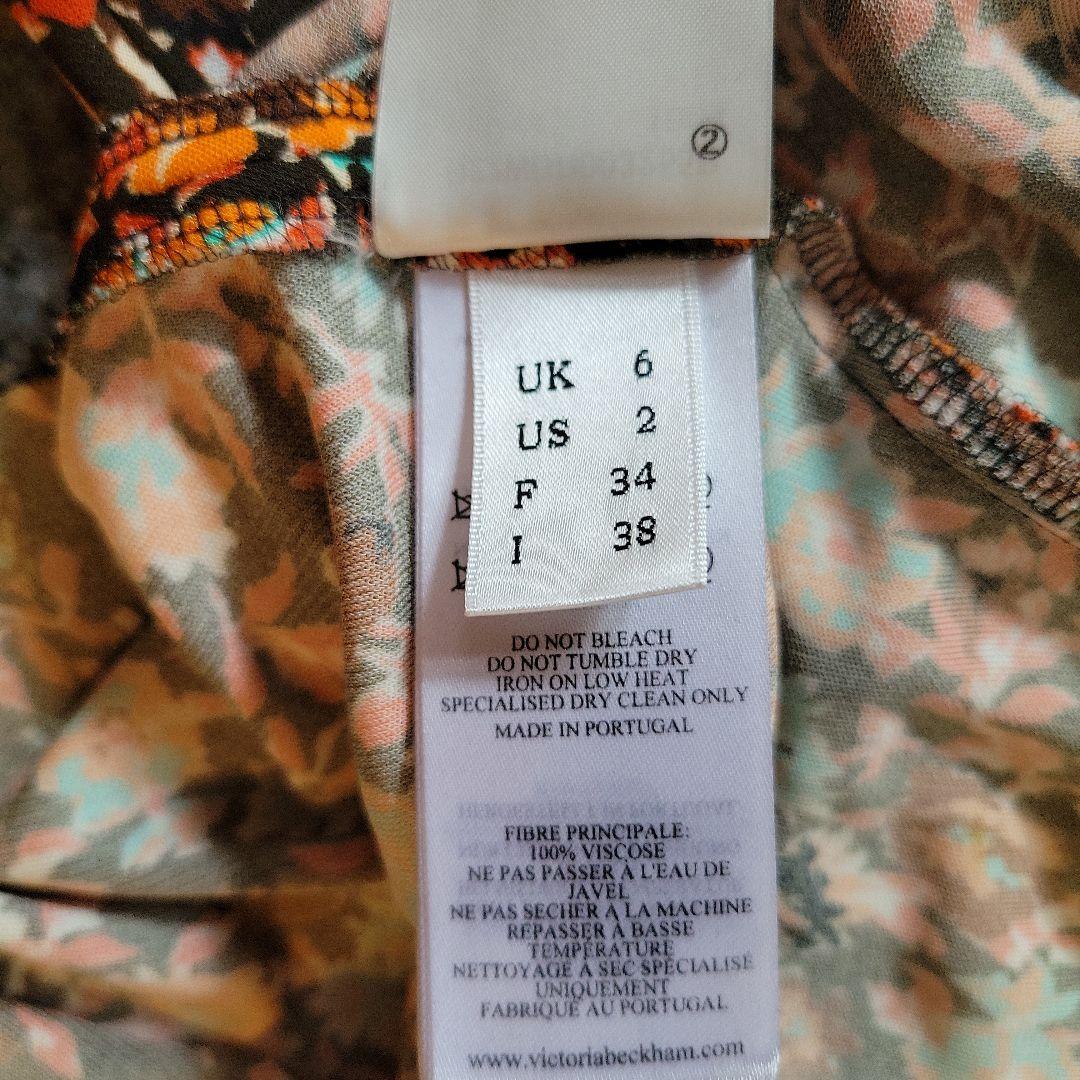 ②
UK 6
US 2
F 34
I 38
DO NOT BLEACH
DO NOT TUMBLE DRY
IRON ON LOW HEAT
SPECIALISED DRY CLEAN ONLY
MADE IN PORTUGAL
FIBRE PRINCIPALE:
100% VISCOSE
NE PAS PASSER À L'EAU DE
JAVEL
NE PAS SECHER A LA MACHINE
REPASSER À BASSE
TEMPÉRATURE
NETTOYAGE À SEC SPÉCIALISÉ
UNIQUEMENT
FABRIQUE AU PORTUGAL
www.victoriabeckham.com